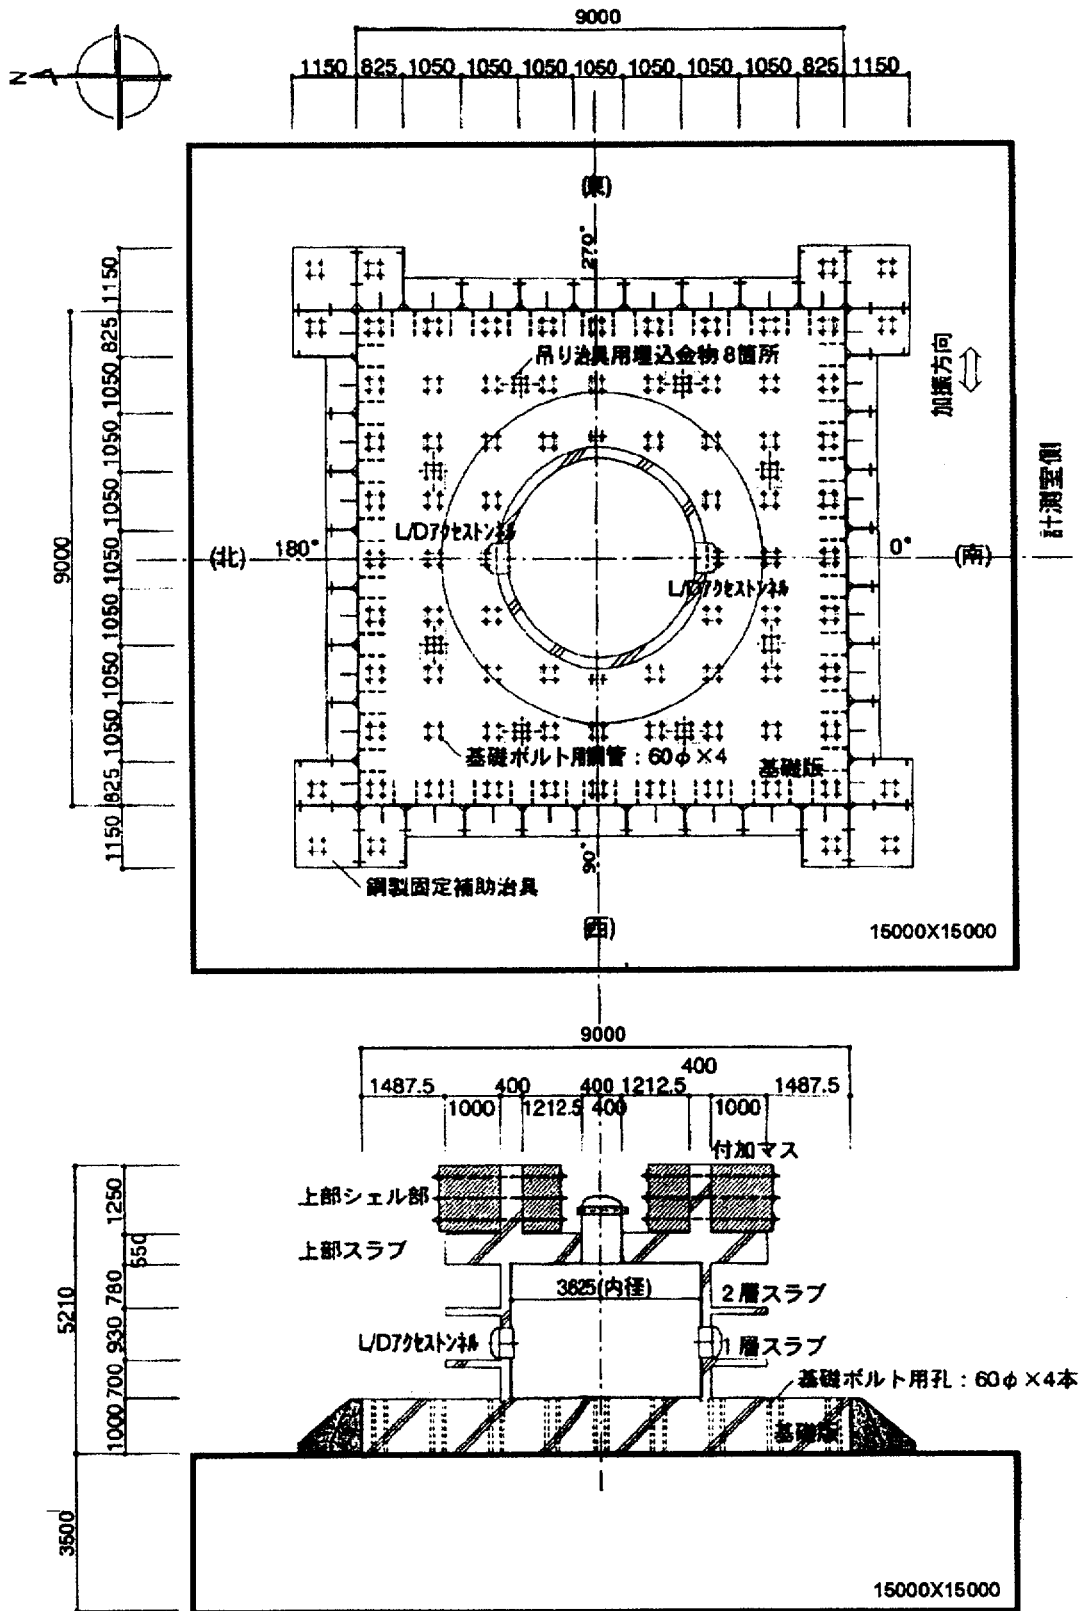 9000
1150 825 1050 1050 1050 1050 1050 1050 1050 825 1150
N
(東)
270°
吊り治具用埋込金物8箇所
加振方向
計測室側
1150
825
1050
1050
1050
1050
1050
1050
1050
825
1150
9000
L/Dアクセストンネル
(北)
180°
0°
(南)
L/Dアクセストンネル
基礎ボルト用鋼管：60φ×4
基礎版
90°
鋼製固定補助治具
(西)
15000X15000
9000
400
1487.5 400 400 1212.5 1487.5
1000 1212.5 400 1000
付加マス
上部シェル部
上部スラブ
3625(内径)
2層スラブ
L/Dアクセストンネル
1層スラブ
基礎ボルト用孔：60φ×4本
基礎版
1250
550
780
930
700
1000
5210
3500
15000X15000